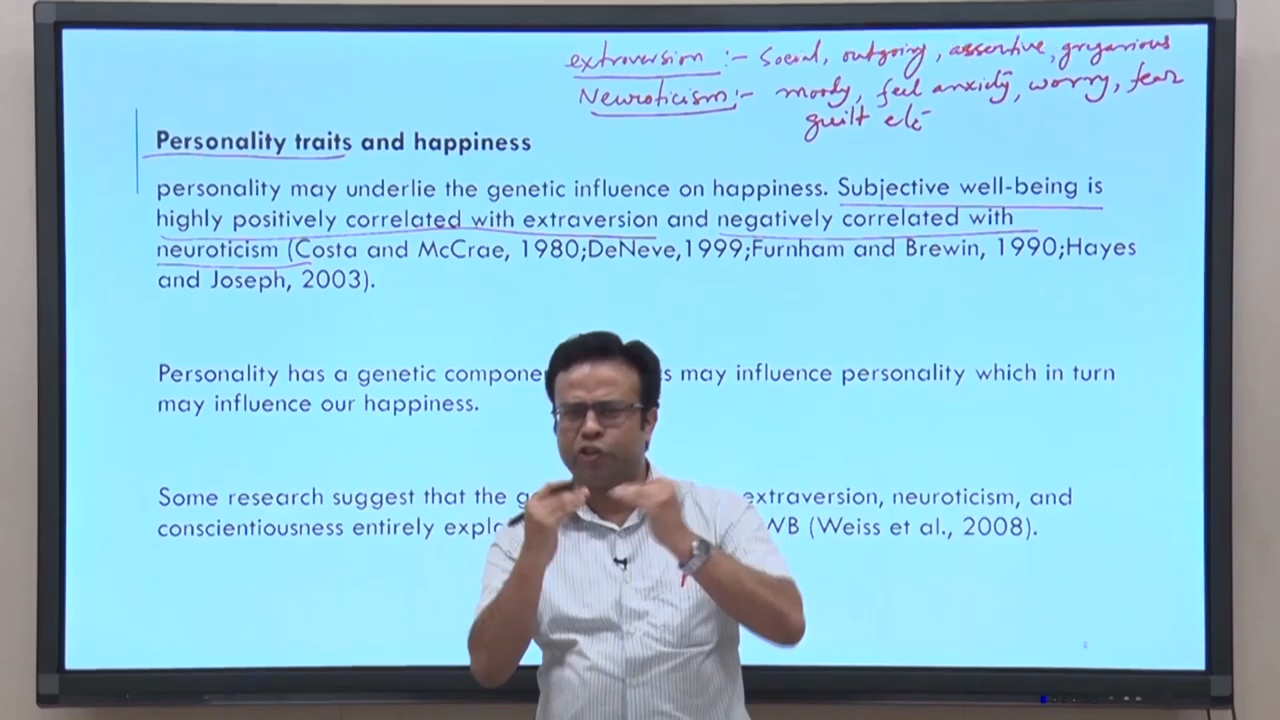 extroversion :- Social, outgoing, assertive, gregarious
Neuroticism:- moody, feel anxiety, worry, fear
guilt etc
Personality traits and happiness
personality may underlie the genetic influence on happiness. Subjective well-being is
highly positively correlated with extraversion and negatively correlated with
neuroticism (Costa and McCrae, 1980;DeNeve,1999;Furnham and Brewin, 1990;Hayes
and Joseph, 2003).
Personality has a genetic may influence personality which in turn
may influence our happiness.
Some research suggest that the extraversion, neuroticism, and
conscientiousness entirely (Weiss et al., 2008).